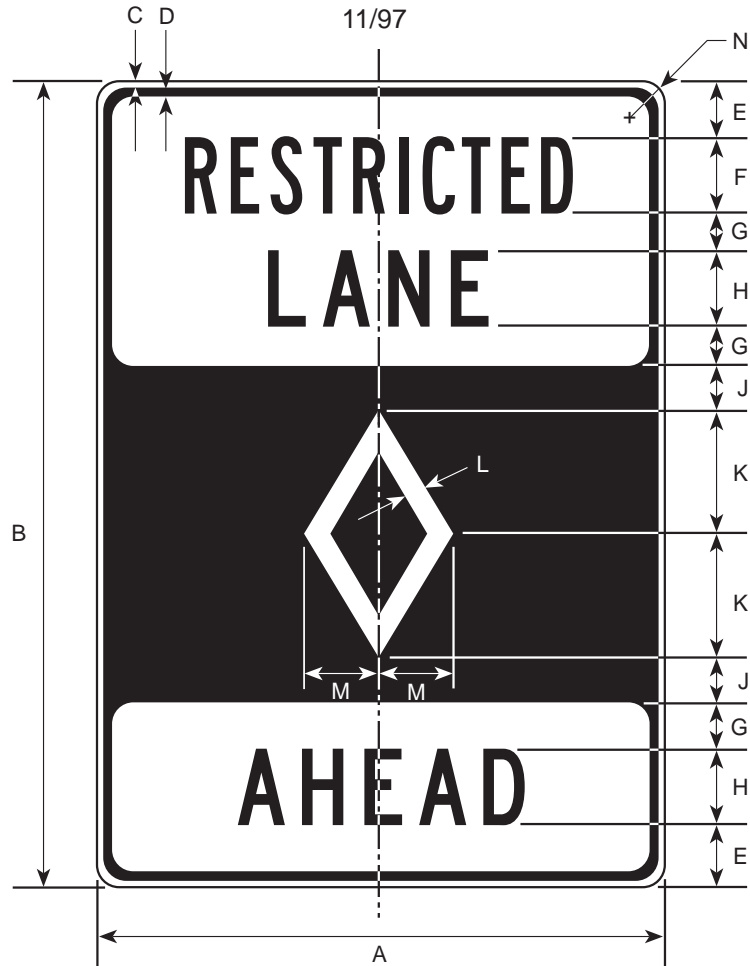 C D 11/97 N
E
RESTRICTED F
G
LANE H
G
J
L K
B
K
J
M M
G
AHEAD H
E
A